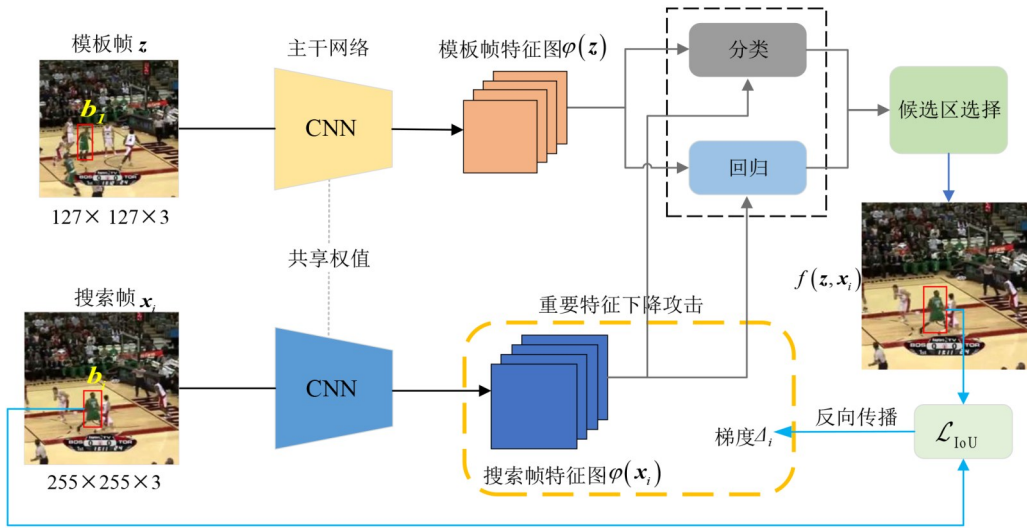 模板帧 z
b₁
127× 127×3
主干网络
CNN
模板帧特征图φ(z)
分类
回归
候选区选择
共享权值
搜索帧 xᵢ
b
255×255×3
CNN
重要特征下降攻击
搜索帧特征图φ(xᵢ)
f(z, xᵢ)
梯度Δᵢ
反向传播
ℒIoU